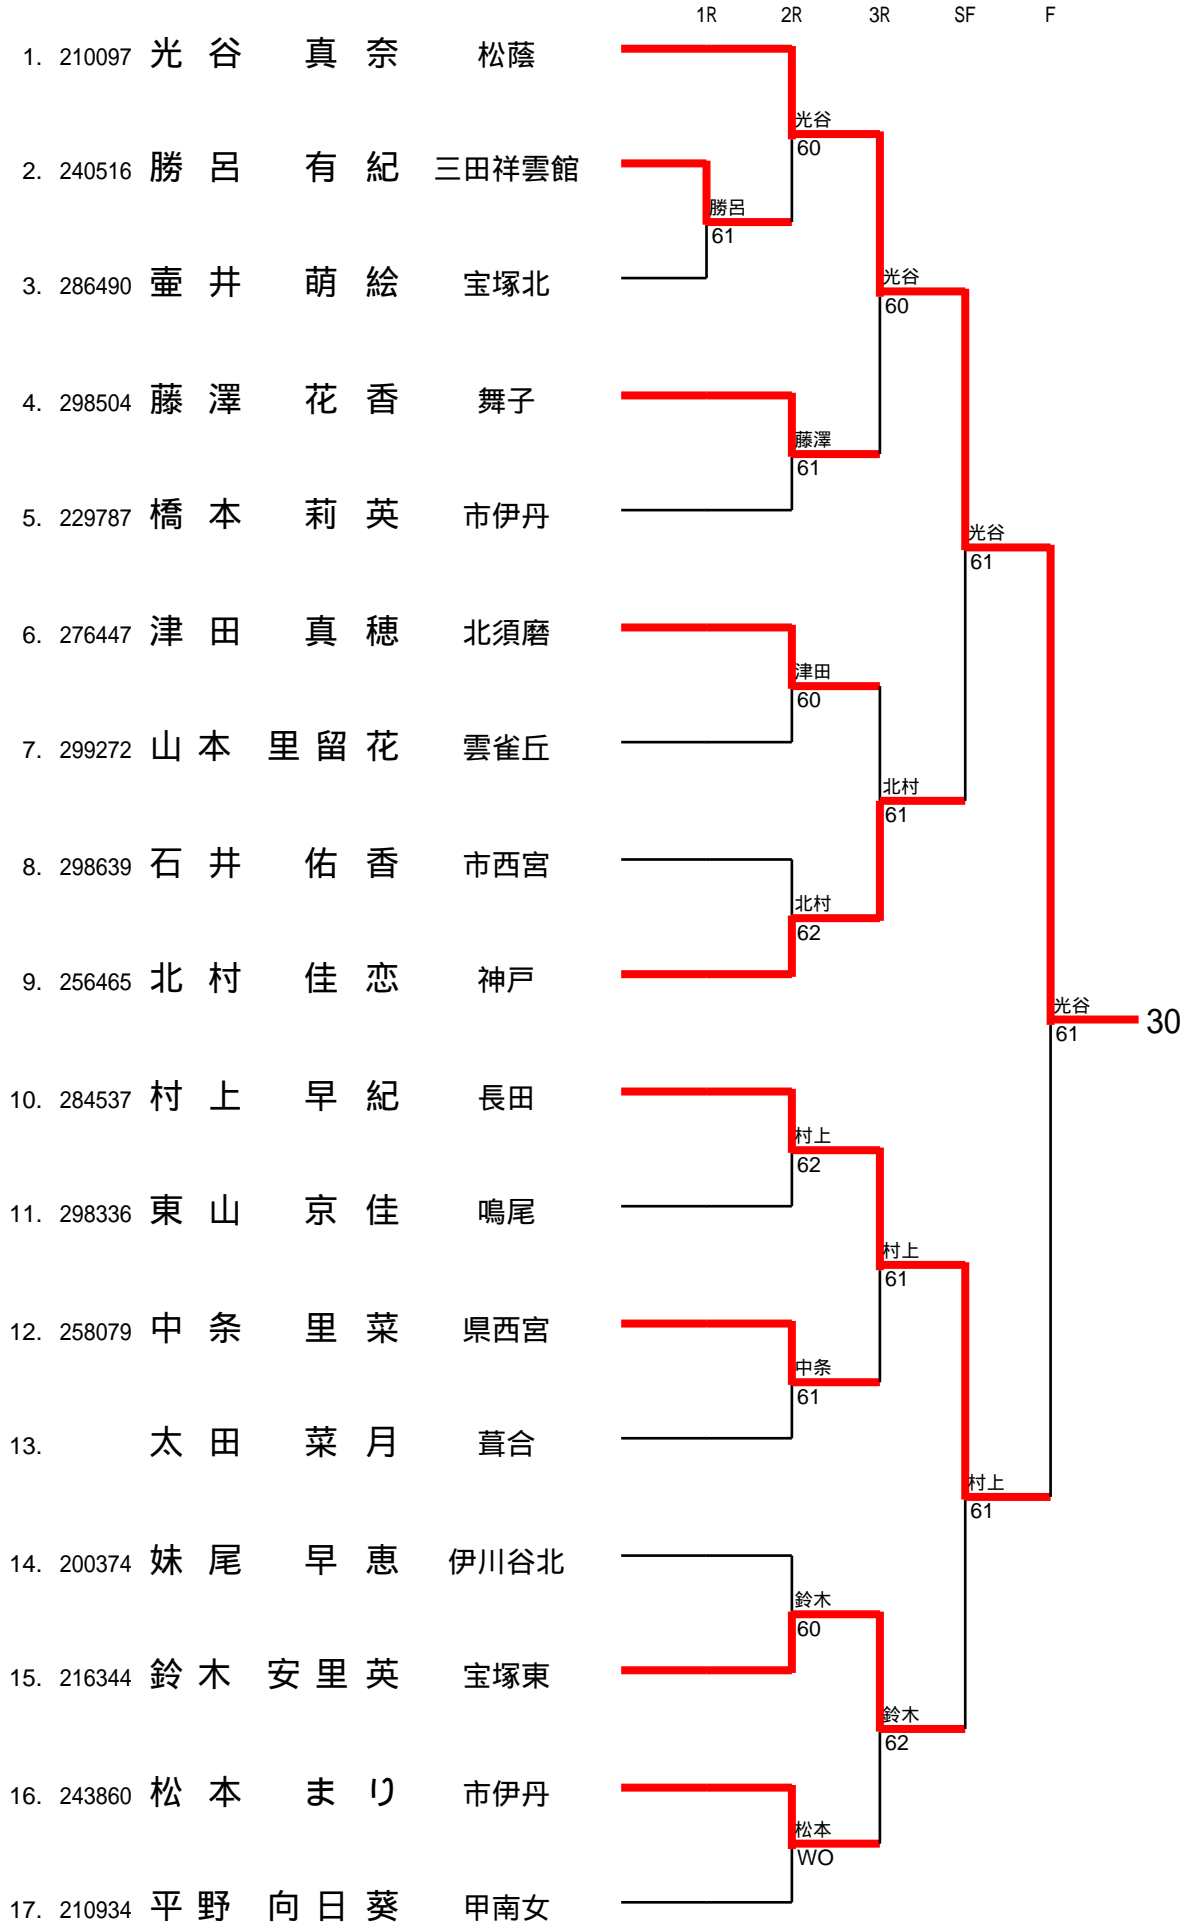 1R 2R 3R SF F
1. 210097 光谷 真奈 松蔭
光谷
60
2. 240516 勝呂 有紀 三田祥雲館
勝呂
61
3. 286490 壷井 萌絵 宝塚北
光谷
60
4. 298504 藤澤 花香 舞子
藤澤
61
5. 229787 橋本 莉英 市伊丹
光谷
61
6. 276447 津田 真穂 北須磨
津田
60
7. 299272 山本 里留花 雲雀丘
北村
61
8. 298639 石井 佑香 市西宮
北村
62
9. 256465 北村 佳恋 神戸
光谷
61
30
10. 284537 村上 早紀 長田
村上
62
11. 298336 東山 京佳 鳴尾
村上
61
12. 258079 中条 里菜 県西宮
中条
61
13. 太田 菜月 葺合
村上
61
14. 200374 妹尾 早恵 伊川谷北
鈴木
60
15. 216344 鈴木 安里英 宝塚東
鈴木
62
16. 243860 松本 まり 市伊丹
松本
WO
17. 210934 平野 向日葵 甲南女